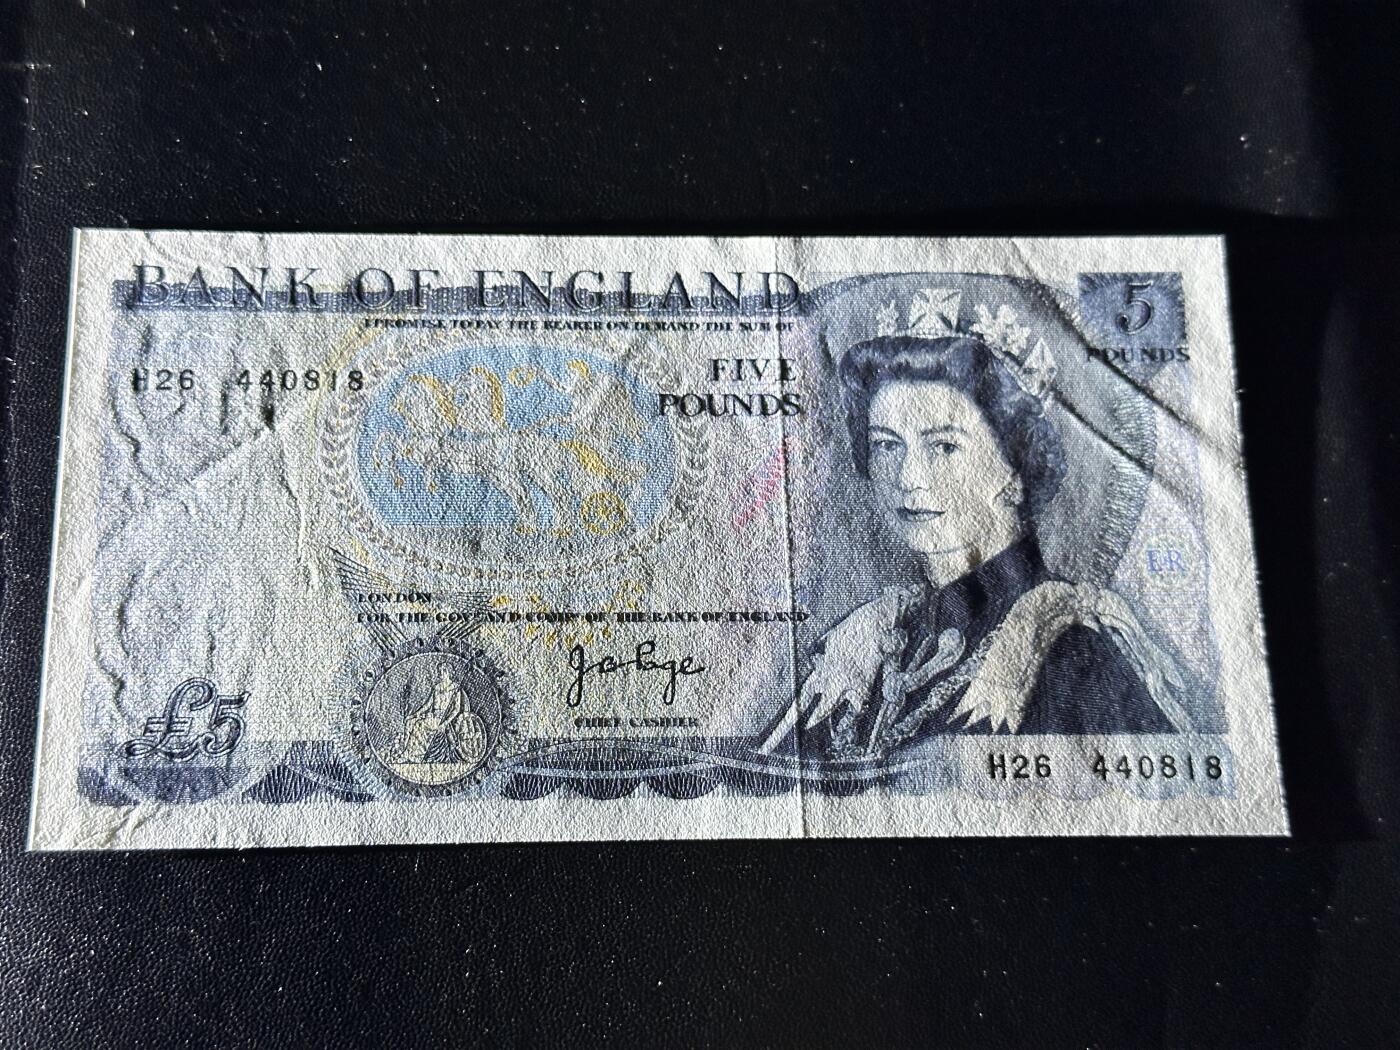 BANK OF ENGLAND
I PROMISE TO PAY THE BEARER ON DEMAND THE SUM OF
5
POUNDS
FIVE
POUNDS
H26 440818
E R
LONDON
FOR THE GOVR AND COMPA OF THE BANK OF ENGLAND
J B Page
CHIEF CASHIER
£5
H26 440818